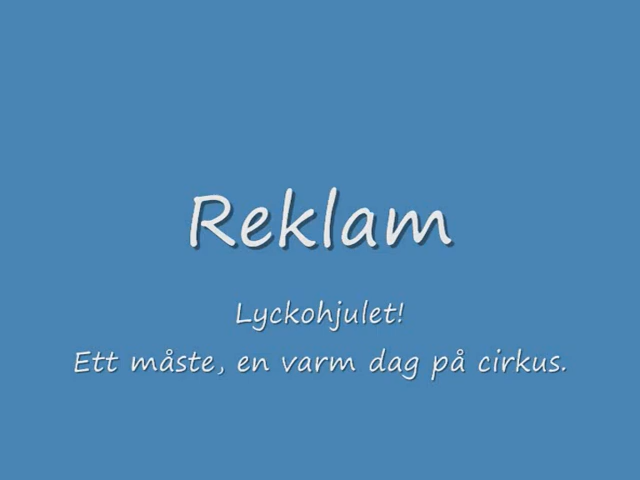 Reklam
Lyckohjulet!
Ett måste, en varm dag på cirkus.